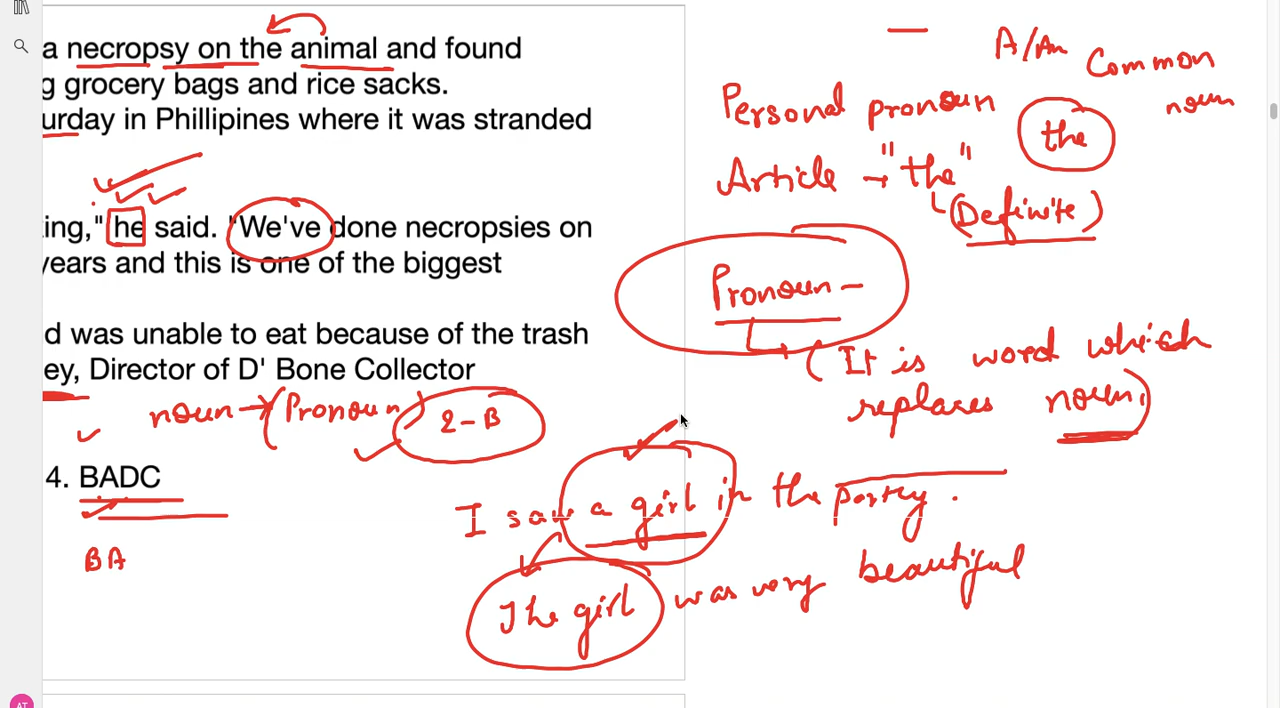 a necropsy on the animal and found
g grocery bags and rice sacks.
urday in Phillipines where it was stranded
ing," he said. "We've done necropsies on
years and this is one of the biggest
d was unable to eat because of the trash
ey, Director of D' Bone Collector
noun → (Pronoun) 2-B
4. BADC
BA
A/An Common
noun
Personal pronoun
the
Article → "the"
(Definite)
Pronoun -
(It is word which
replaces noun.)
I saw a girl in the party.
The girl was very beautiful
AT